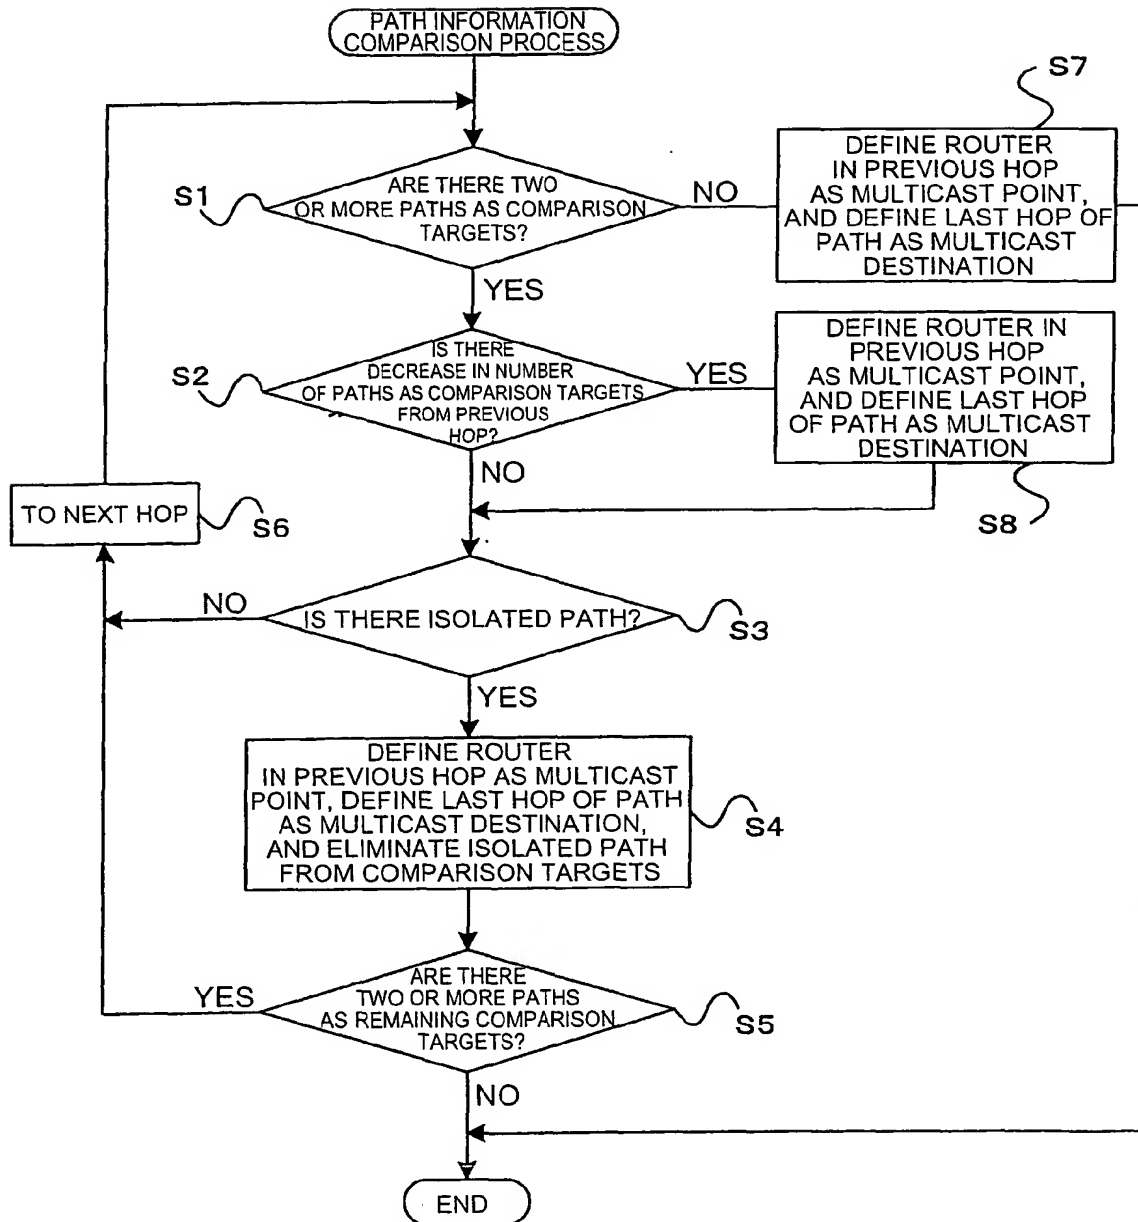 PATH INFORMATION
COMPARISON PROCESS
S7
DEFINE ROUTER
IN PREVIOUS HOP
AS MULTICAST POINT,
AND DEFINE LAST HOP OF
PATH AS MULTICAST
DESTINATION
S1
ARE THERE TWO
OR MORE PATHS AS COMPARISON
TARGETS?
NO
YES
S2
IS THERE
DECREASE IN NUMBER
OF PATHS AS COMPARISON TARGETS
FROM PREVIOUS
HOP?
YES
DEFINE ROUTER IN
PREVIOUS HOP
AS MULTICAST POINT,
AND DEFINE LAST HOP
OF PATH AS MULTICAST
DESTINATION
NO
S8
TO NEXT HOP
S6
NO
IS THERE ISOLATED PATH?
S3
YES
DEFINE ROUTER
IN PREVIOUS HOP AS MULTICAST
POINT, DEFINE LAST HOP OF PATH
AS MULTICAST DESTINATION,
AND ELIMINATE ISOLATED PATH
FROM COMPARISON TARGETS
S4
YES
ARE THERE
TWO OR MORE PATHS
AS REMAINING COMPARISON
TARGETS?
S5
NO
END